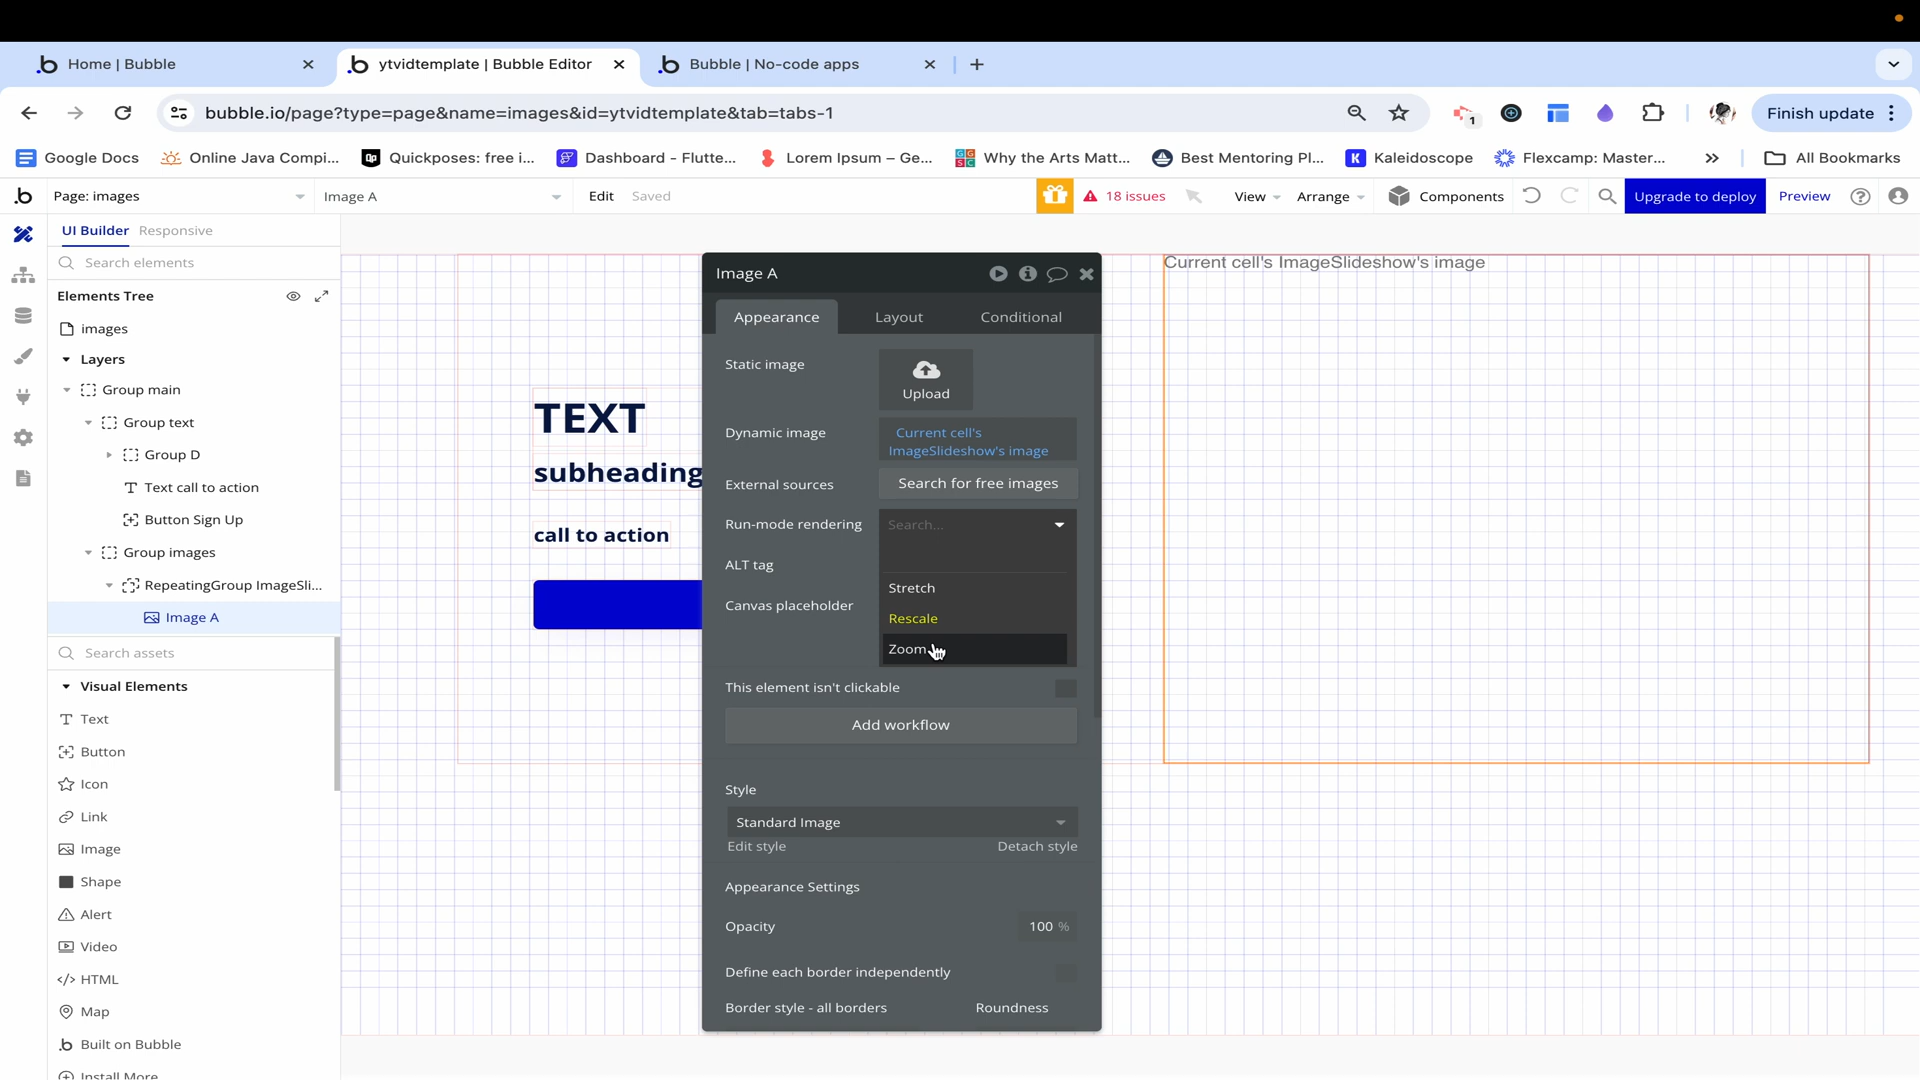 Home | Bubble
ytvidtemplate | Bubble Editor
Bubble | No-code apps
bubble.io/page?type=page&name=images&id=ytvidtemplate&tab=tabs-1
1
Finish update
Google Docs
Online Java Compi...
Quickposes: free i...
Dashboard - Flutte...
Lorem Ipsum – Ge...
Why the Arts Matt...
Best Mentoring Pl...
Kaleidoscope
Flexcamp: Master...
All Bookmarks
Page: images
Image A
Edit
Saved
18 issues
View
Arrange
Components
Upgrade to deploy
Preview
UI Builder
Responsive
Search elements
Elements Tree
images
Layers
Group main
Group text
Group D
Text call to action
Button Sign Up
Group images
RepeatingGroup ImageSli...
Image A
Search assets
Visual Elements
Text
Button
Icon
Link
Image
Shape
Alert
Video
HTML
Map
Built on Bubble
Install More
TEXT
subheading
call to action
Image A
Appearance
Layout
Conditional
Static image
Upload
Dynamic image
Current cell's
ImageSlideshow's image
External sources
Search for free images
Run-mode rendering
Search...
ALT tag
Stretch
Canvas placeholder
Rescale
Zoom
This element isn't clickable
Add workflow
Style
Standard Image
Edit style
Detach style
Appearance Settings
Opacity
100 %
Define each border independently
Border style - all borders
Roundness
Current cell's ImageSlideshow's image